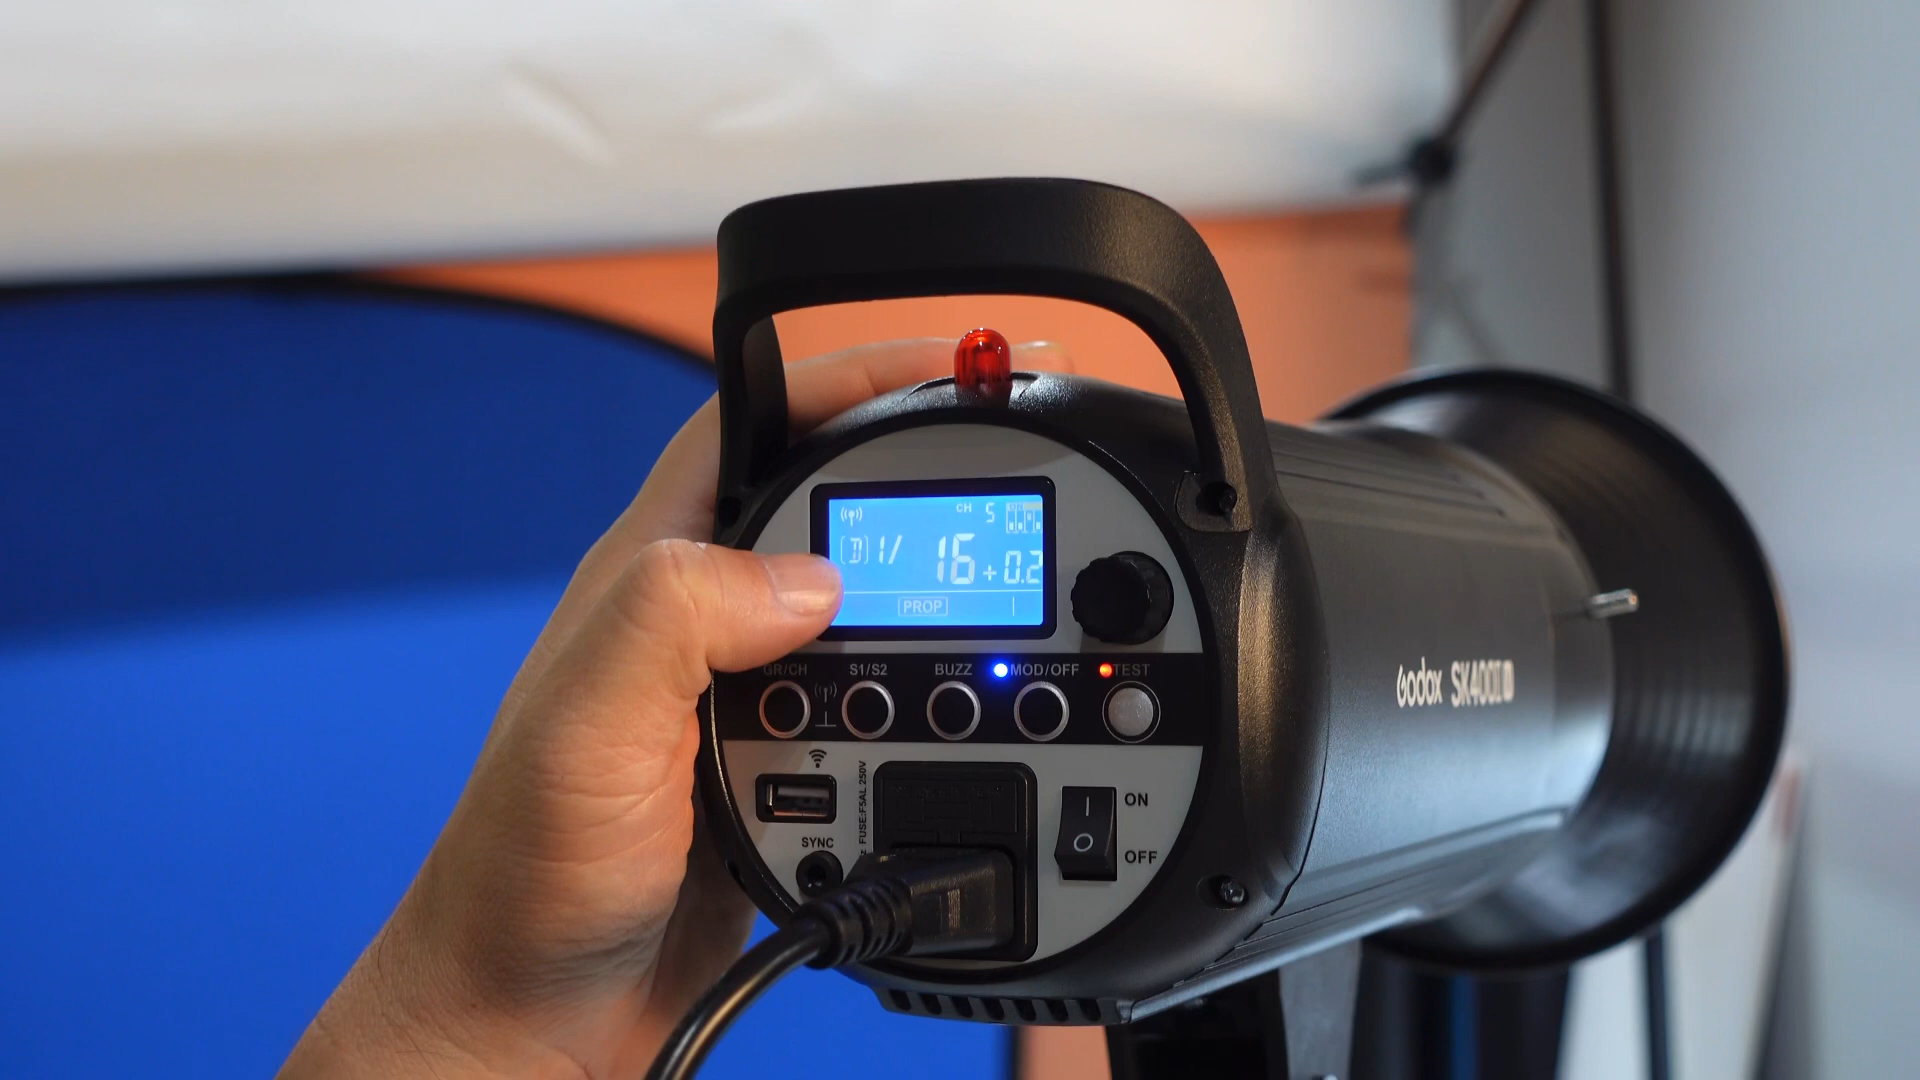 CH 5
[D] 1/ 16 +0.2
PROP
GR/CH S1/S2 BUZZ MOD/OFF TEST
FUSE:F5AL 250V
SYNC
ON
OFF
Godox SK400II